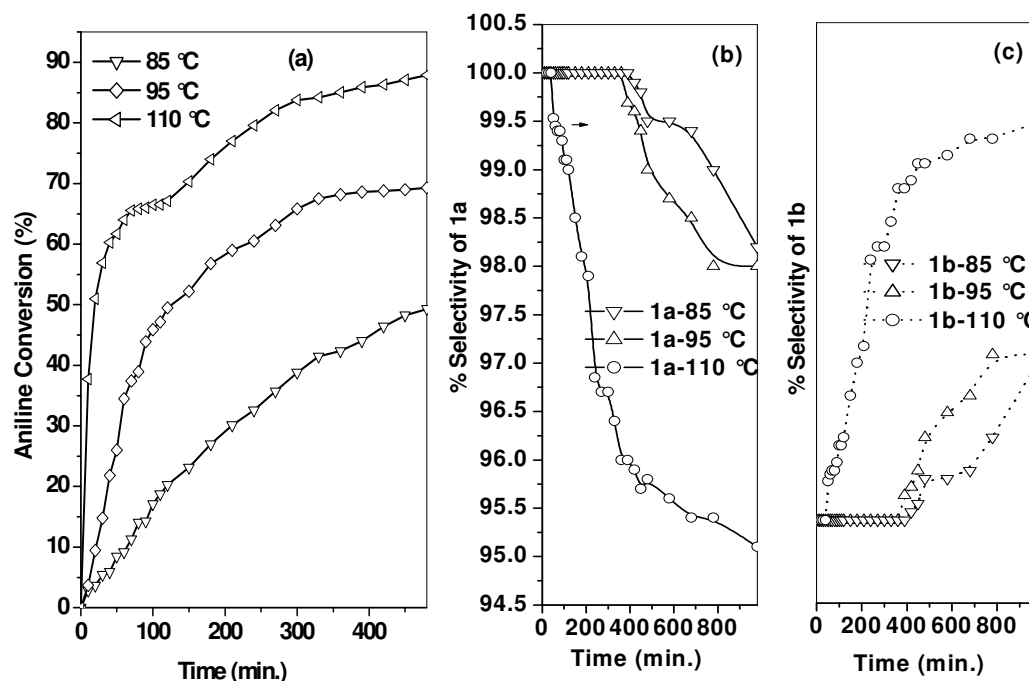 (a)
85 °C
95 °C
110 °C
Aniline Conversion (%)
90
80
70
60
50
40
30
20
10
0
0 100 200 300 400
Time (min.)
(b)
1a-85 °C
1a-95 °C
1a-110 °C
% Selectivity of 1a
100.0
99.5
99.0
98.5
98.0
97.5
97.0
96.5
96.0
95.5
95.0
94.5
0 200 400 600 800
Time (min.)
(c)
1b-85 °C
1b-95 °C
1b-110 °C
% Selectivity of 1b
0 200 400 600 800
Time (min.)